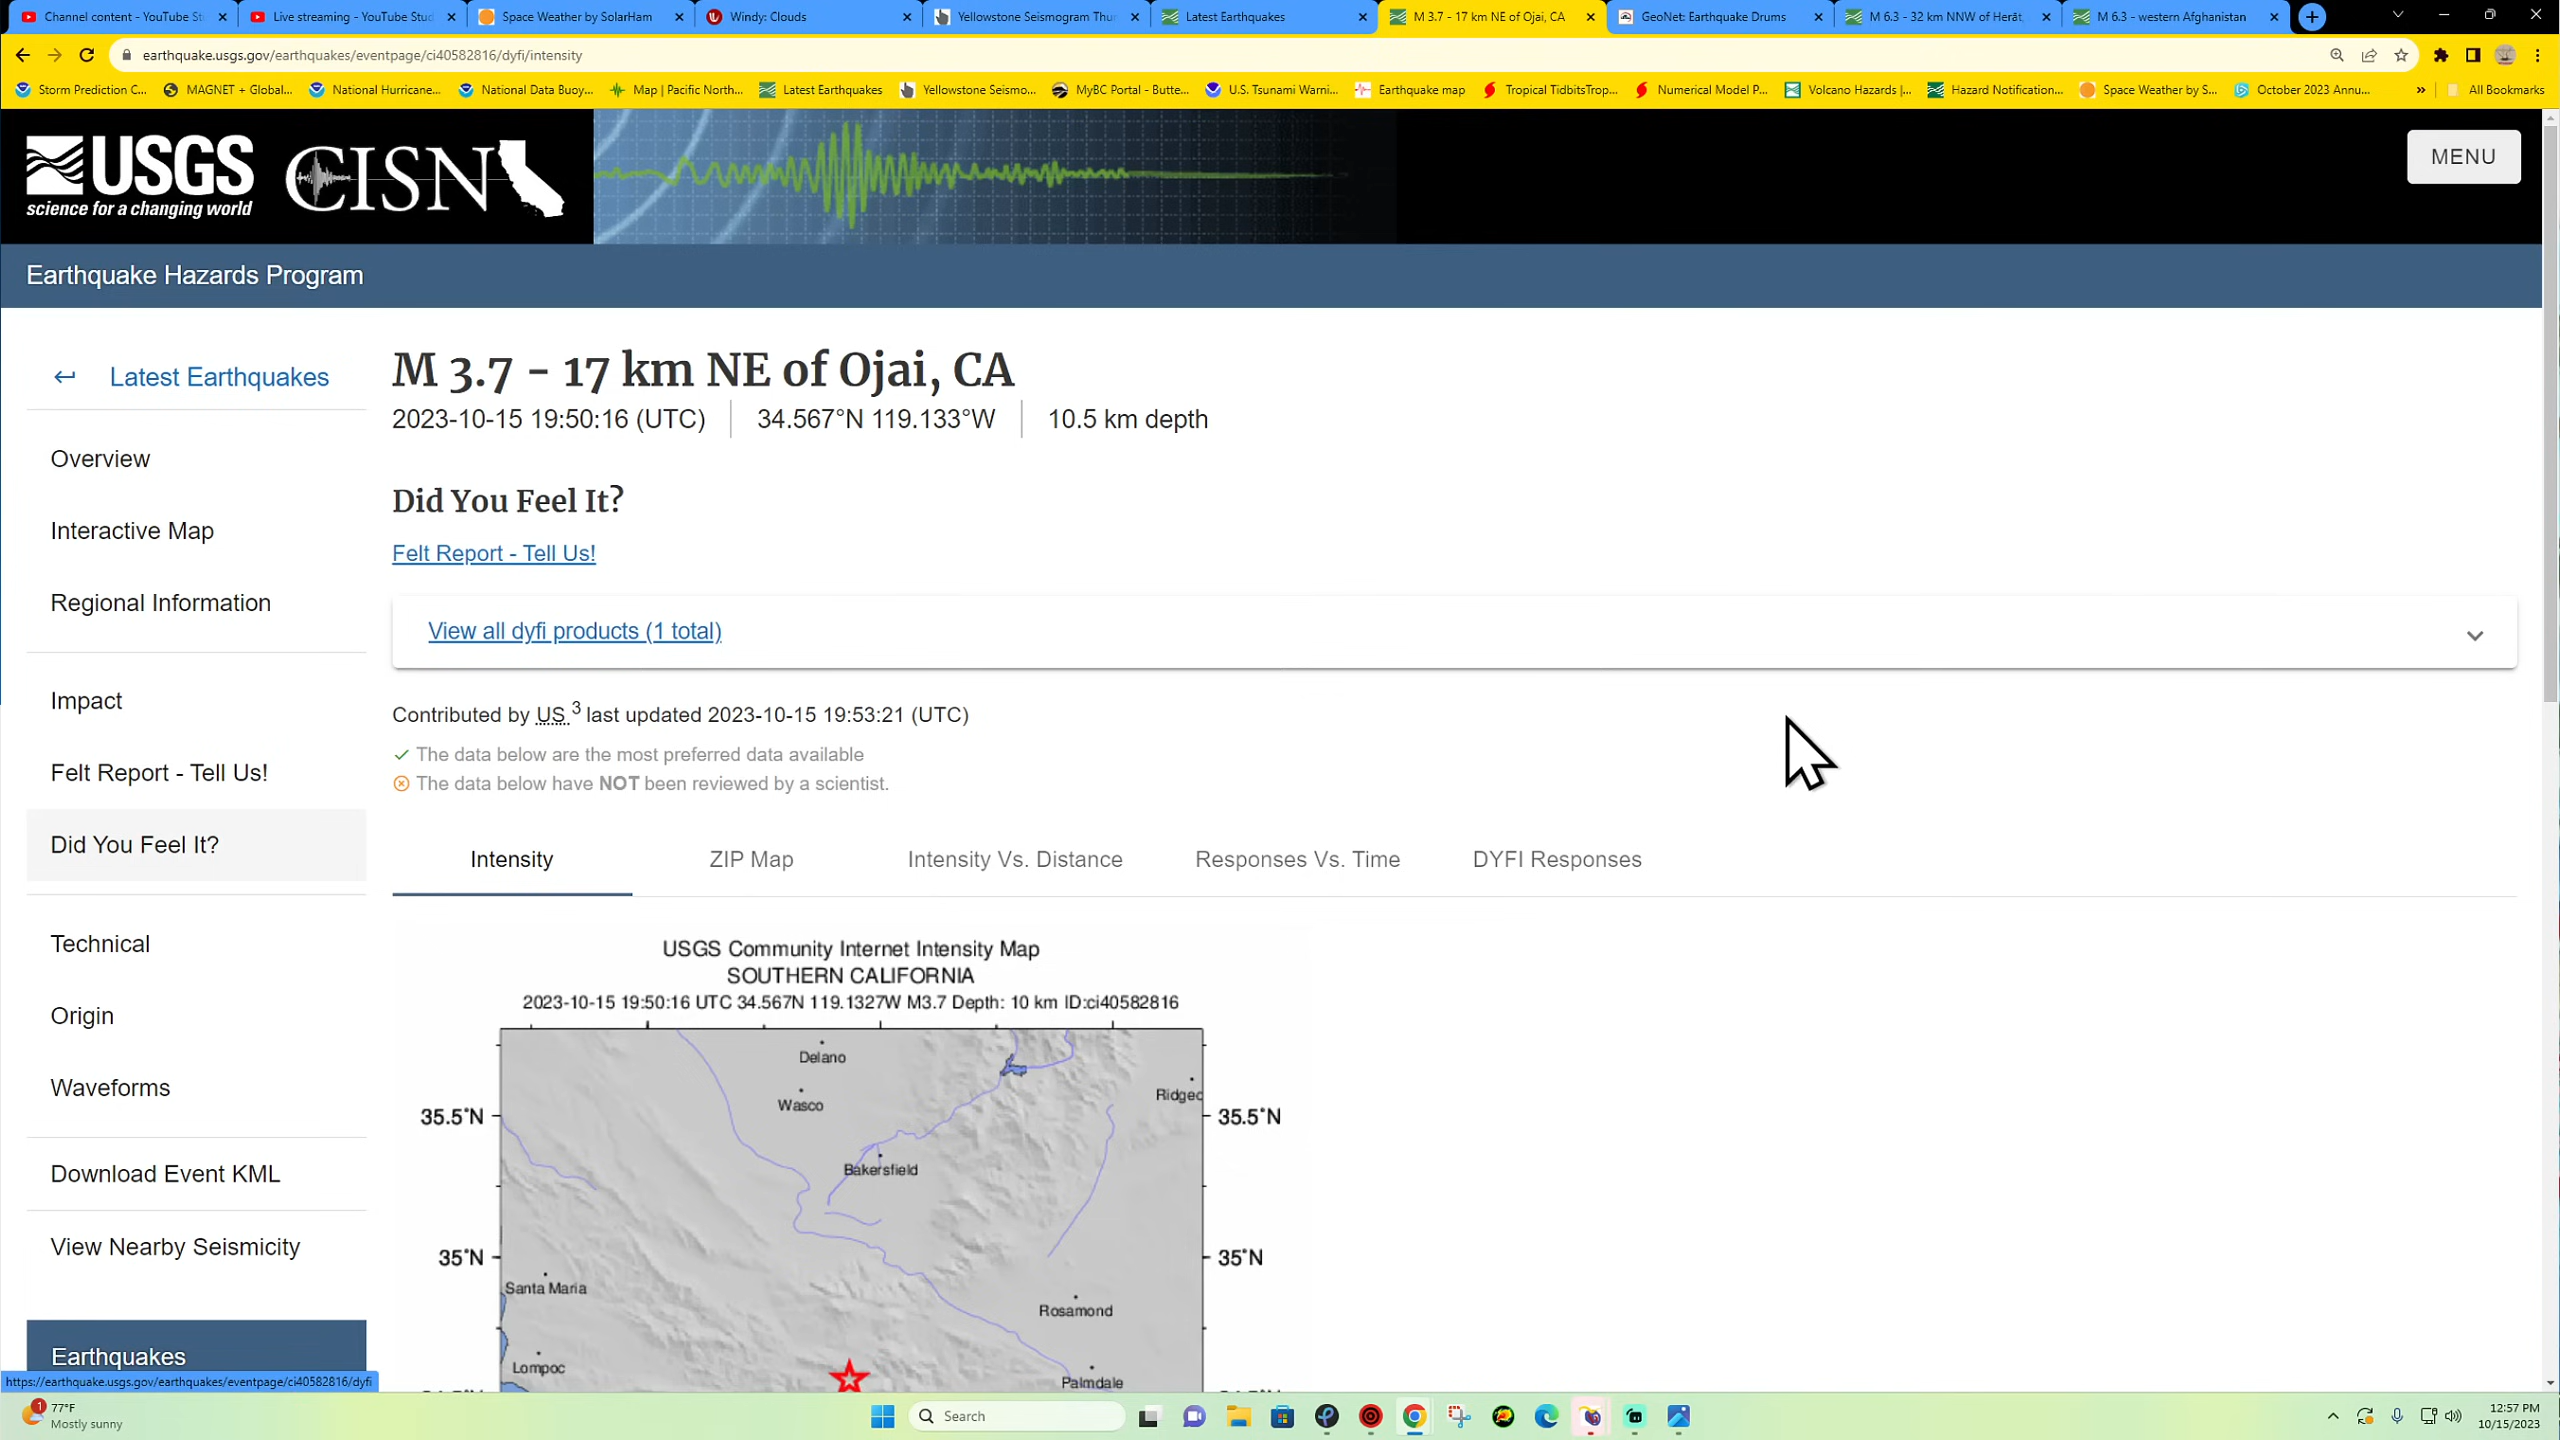 Channel content - YouTube St
Live streaming - YouTube Stud
Space Weather by SolarHam
Windy: Clouds
Yellowstone Seismogram Thu
Latest Earthquakes
M 3.7 - 17 km NE of Ojai, CA
GeoNet: Earthquake Drums
M 6.3 - 32 km NNW of Herāt,
M 6.3 - western Afghanistan
earthquake.usgs.gov/earthquakes/eventpage/ci40582816/dyfi/intensity
Storm Prediction C...
MAGNET + Global...
National Hurricane...
National Data Buoy...
Map | Pacific North...
Latest Earthquakes
Yellowstone Seismo...
MyBC Portal - Butte...
U.S. Tsunami Warni...
Earthquake map
Tropical TidbitsTrop...
Numerical Model P...
Volcano Hazards |...
Hazard Notification...
Space Weather by S...
October 2023 Annu...
»
All Bookmarks
USGS
science for a changing world
CISN
MENU
Earthquake Hazards Program
Latest Earthquakes
Overview
Interactive Map
Regional Information
Impact
Felt Report - Tell Us!
Did You Feel It?
Technical
Origin
Waveforms
Download Event KML
View Nearby Seismicity
Earthquakes
https://earthquake.usgs.gov/earthquakes/eventpage/ci40582816/dyfi
M 3.7 - 17 km NE of Ojai, CA
2023-10-15 19:50:16 (UTC) 34.567°N 119.133°W 10.5 km depth
Did You Feel It?
Felt Report - Tell Us!
View all dyfi products (1 total)
Contributed by US 3 last updated 2023-10-15 19:53:21 (UTC)
The data below are the most preferred data available
The data below have NOT been reviewed by a scientist.
Intensity ZIP Map Intensity Vs. Distance Responses Vs. Time DYFI Responses
USGS Community Internet Intensity Map
SOUTHERN CALIFORNIA
2023-10-15 19:50:16 UTC 34.567N 119.1327W M3.7 Depth: 10 km ID:ci40582816
Delano
Ridgec
Wasco
35.5°N 35.5°N
Bakersfield
35°N 35°N
Santa Maria
Rosamond
Lompoc
Palmdale
1
77°F
Mostly sunny
Search
12:57 PM
10/15/2023